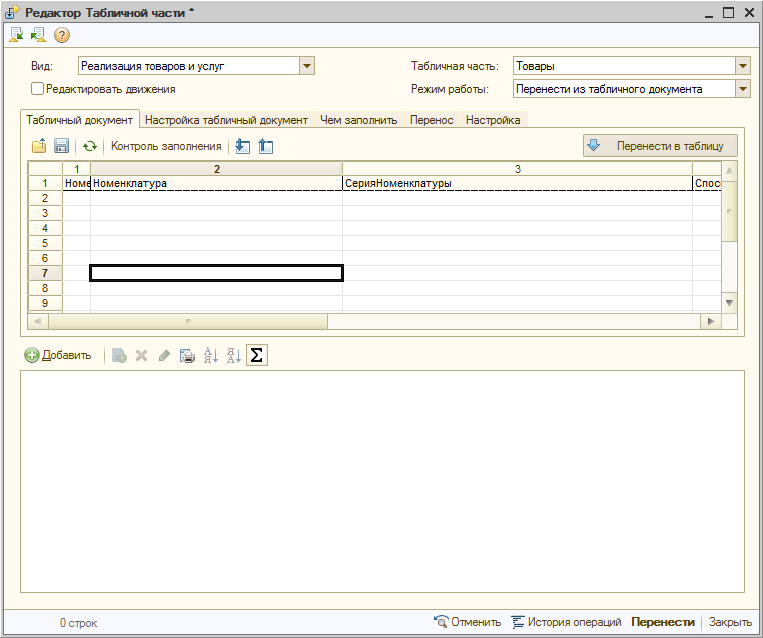 Редактор Табличной части *
Вид: Реализация товаров и услуг Табличная часть: Товары
Редактировать движения Режим работы: Перенести из табличного документа
Табличный документ Настройка табличный документ Чем заполнить Перенос Настройка
Контроль заполнения Перенести в таблицу
1 2 3
1 Номе Номенклатура СерияНоменклатуры Спос
2
3
4
5
6
7
8
9
Добавить
0 строк Отменить История операций Перенести Закрыть